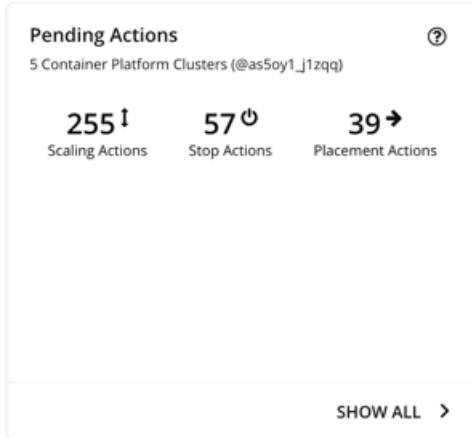 Pending Actions
5 Container Platform Clusters (@as5oy1_j1zqq)
255 57 39
Scaling Actions Stop Actions Placement Actions
SHOW ALL